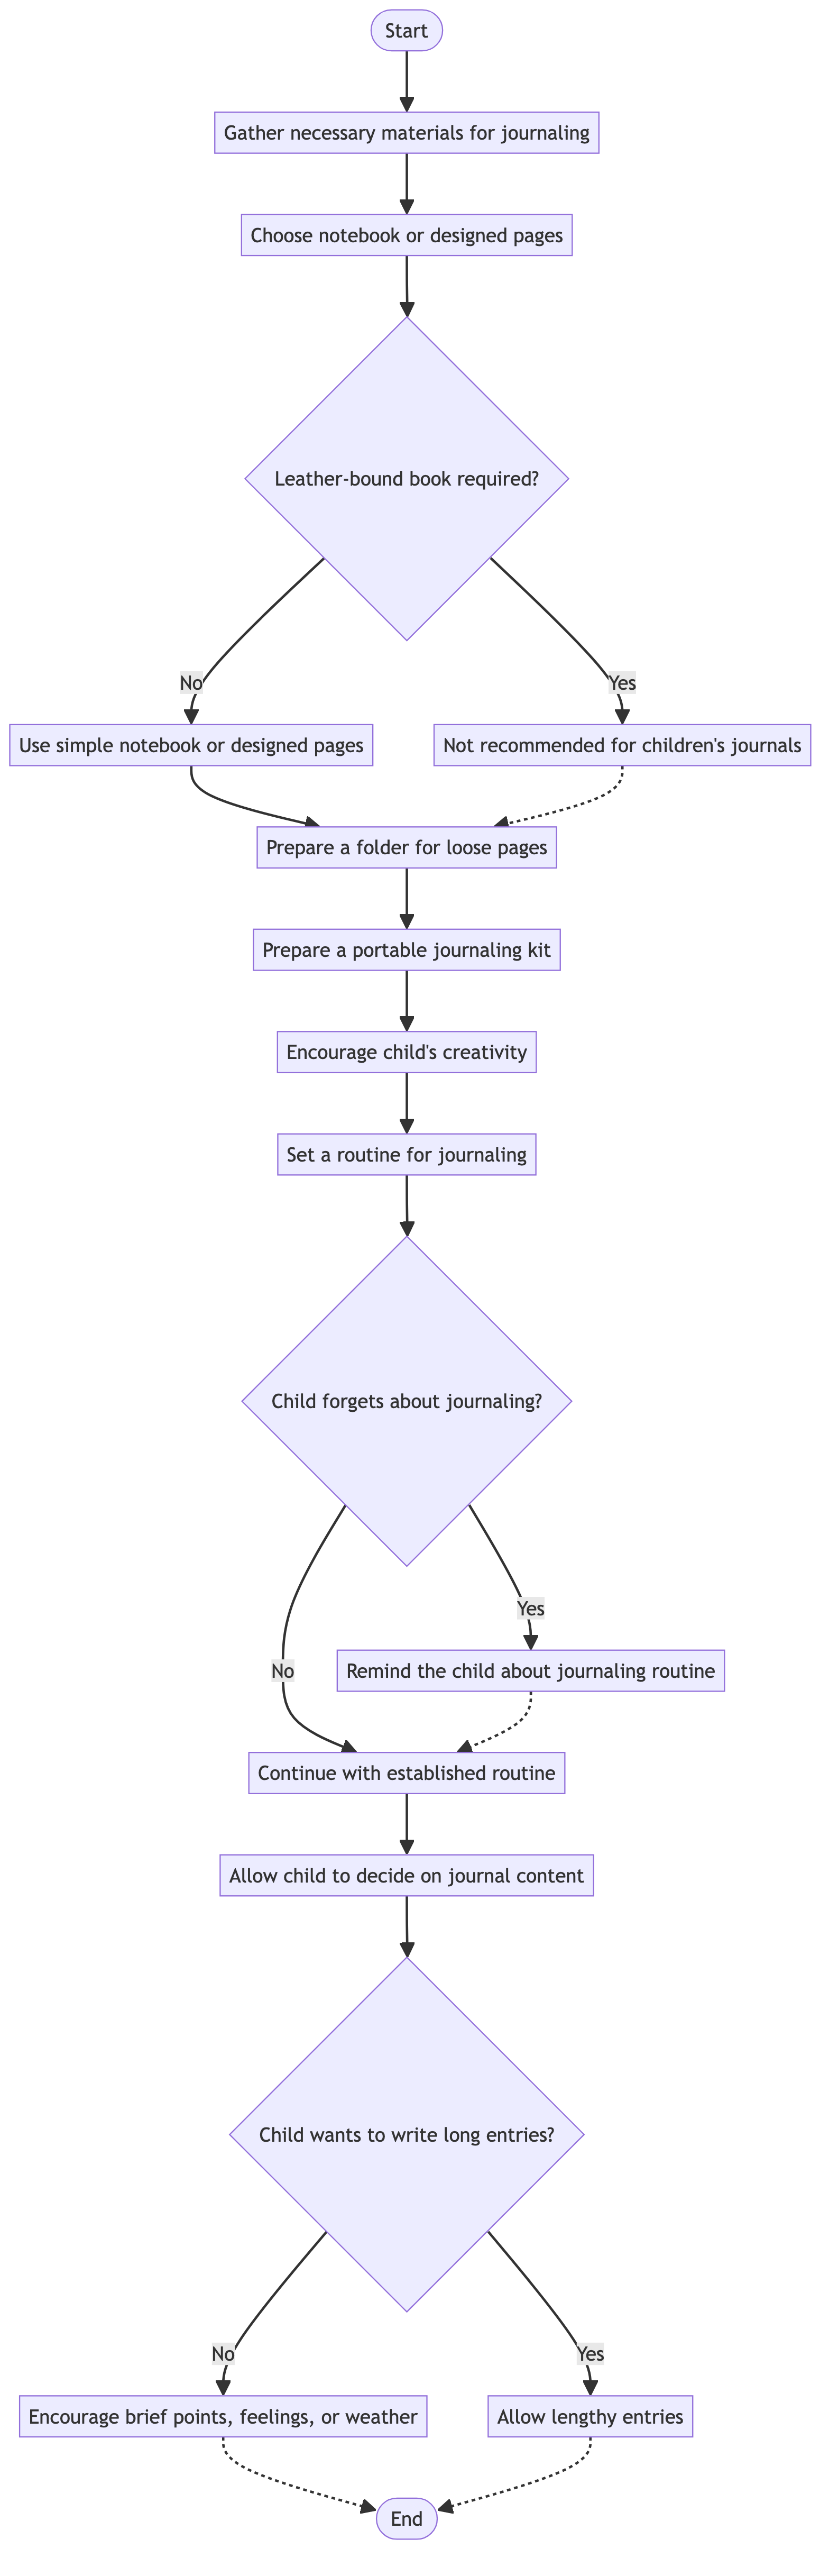 Start
Gather necessary materials for journaling
Choose notebook or designed pages
Leather-bound book required?
No
Yes
Use simple notebook or designed pages
Not recommended for children's journals
Prepare a folder for loose pages
Prepare a portable journaling kit
Encourage child's creativity
Set a routine for journaling
Child forgets about journaling?
Yes
No
Remind the child about journaling routine
Continue with established routine
Allow child to decide on journal content
Child wants to write long entries?
No
Yes
Encourage brief points, feelings, or weather
Allow lengthy entries
End